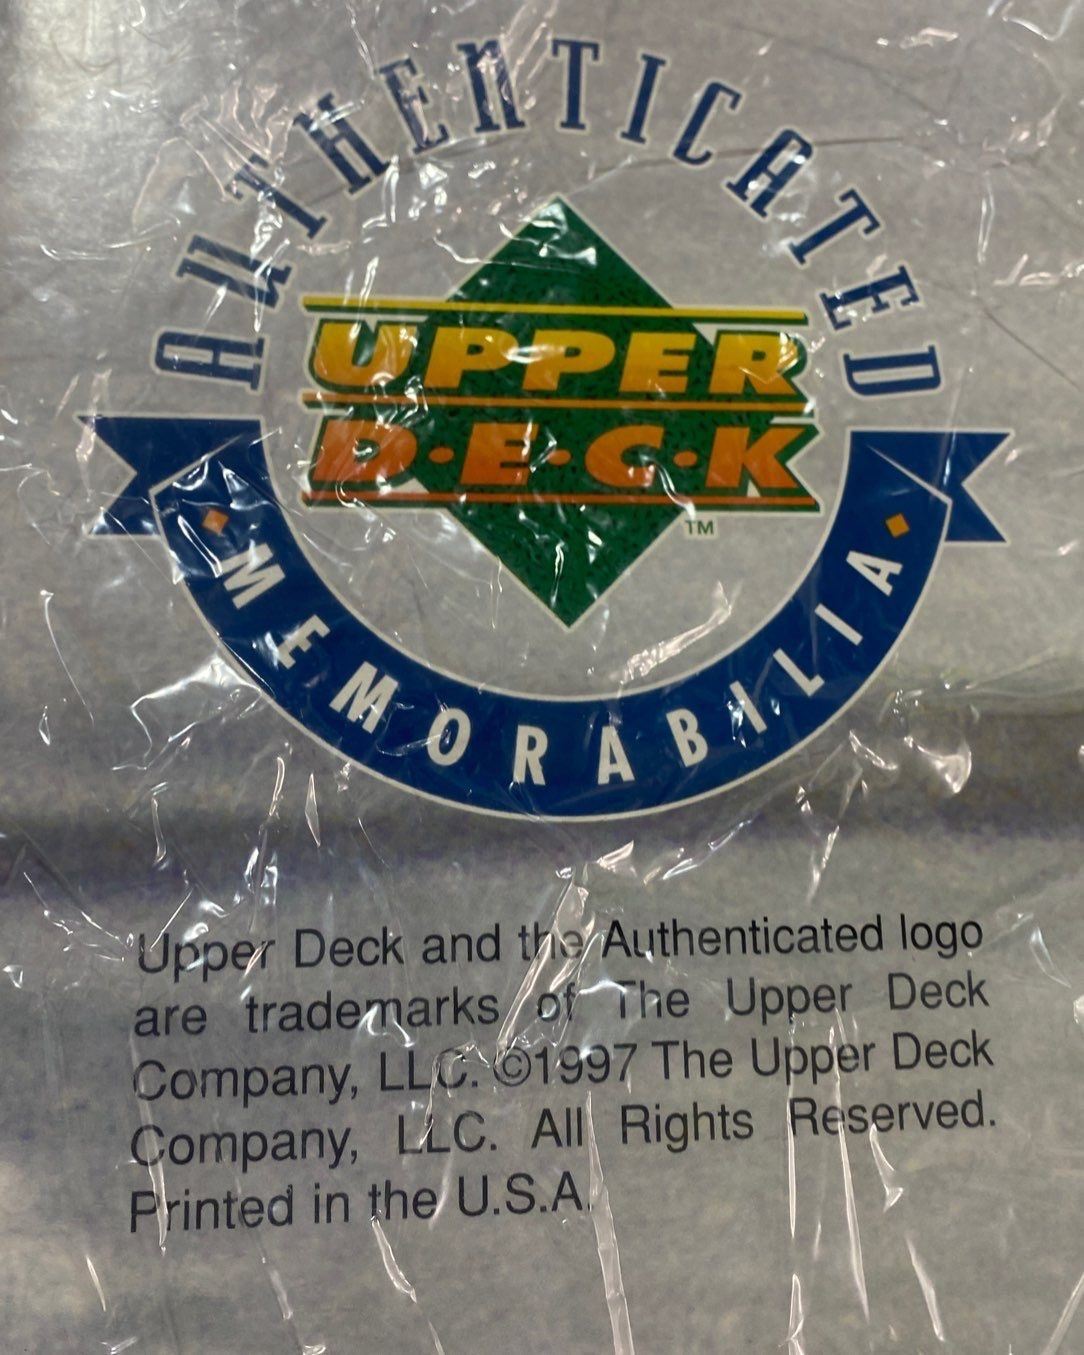 AUTHENTICATED
UPPER
D·E·C·K
TM
· MEMORABILIA ·
Upper Deck and the Authenticated logo
are trademarks of The Upper Deck
Company, LLC. ©1997 The Upper Deck
Company, LLC. All Rights Reserved.
Printed in the U.S.A.